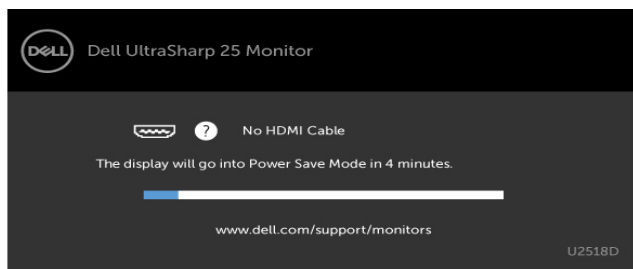 DELL
Dell UltraSharp 25 Monitor
? No HDMI Cable
The display will go into Power Save Mode in 4 minutes.
www.dell.com/support/monitors
U2518D